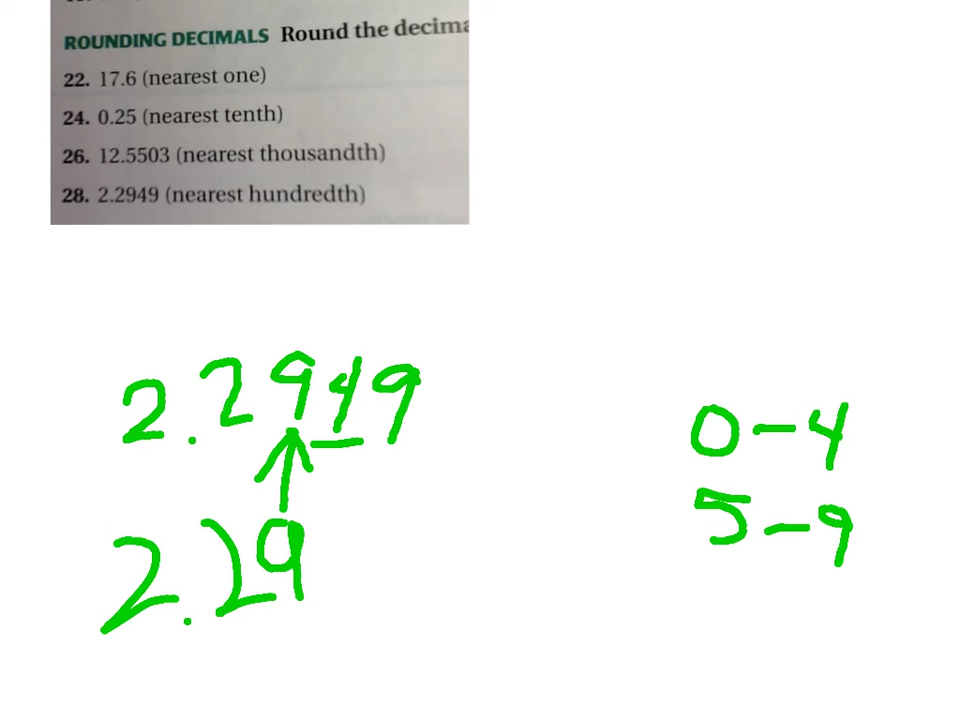 ROUNDING DECIMALS Round the decima
22. 17.6 (nearest one)
24. 0.25 (nearest tenth)
26. 12.5503 (nearest thousandth)
28. 2.2949 (nearest hundredth)
2.2949
0-4
5-9
2.29